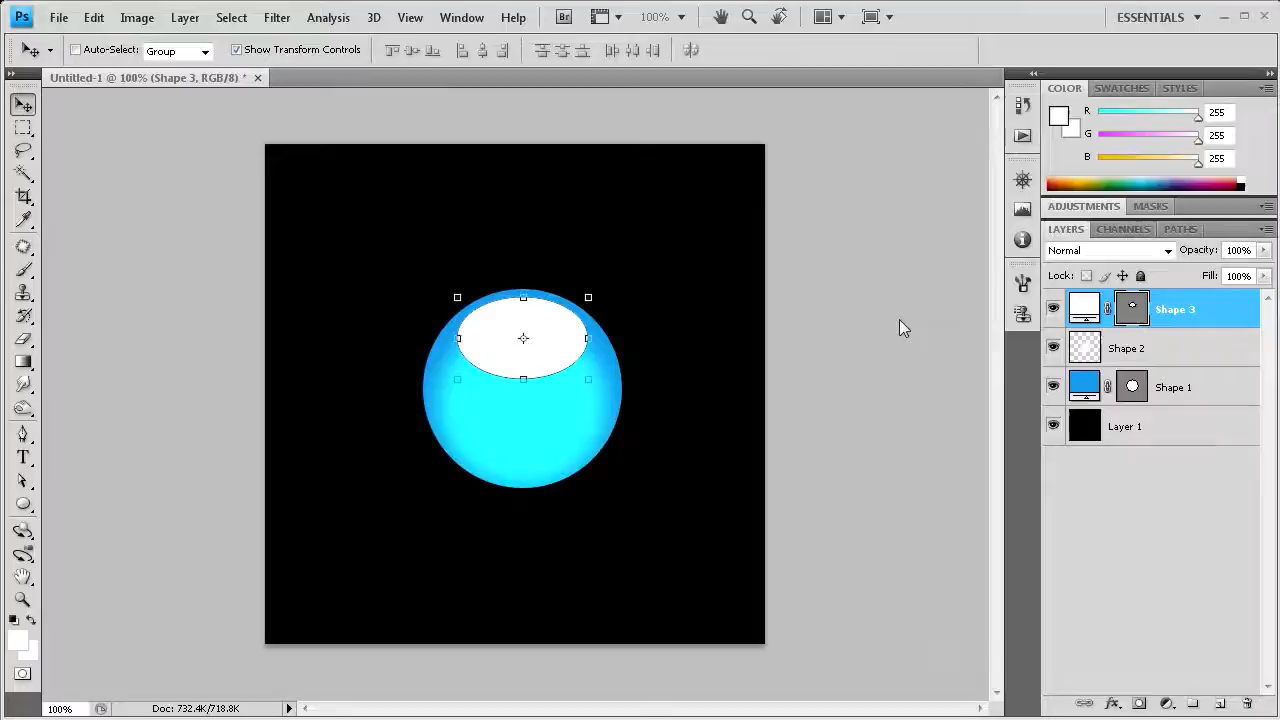 Ps File Edit Image Layer Select Filter Analysis 3D View Window Help Br 100% ESSENTIALS
Auto-Select: Group Show Transform Controls
Untitled-1 @ 100% (Shape 3, RGB/8) *
COLOR SWATCHES STYLES
R 255
G 255
B 255
ADJUSTMENTS MASKS
LAYERS CHANNELS PATHS
Normal Opacity: 100%
Lock: Fill: 100%
Shape 3
Shape 2
Shape 1
Layer 1
T
100% Doc: 732.4K/718.8K
fx